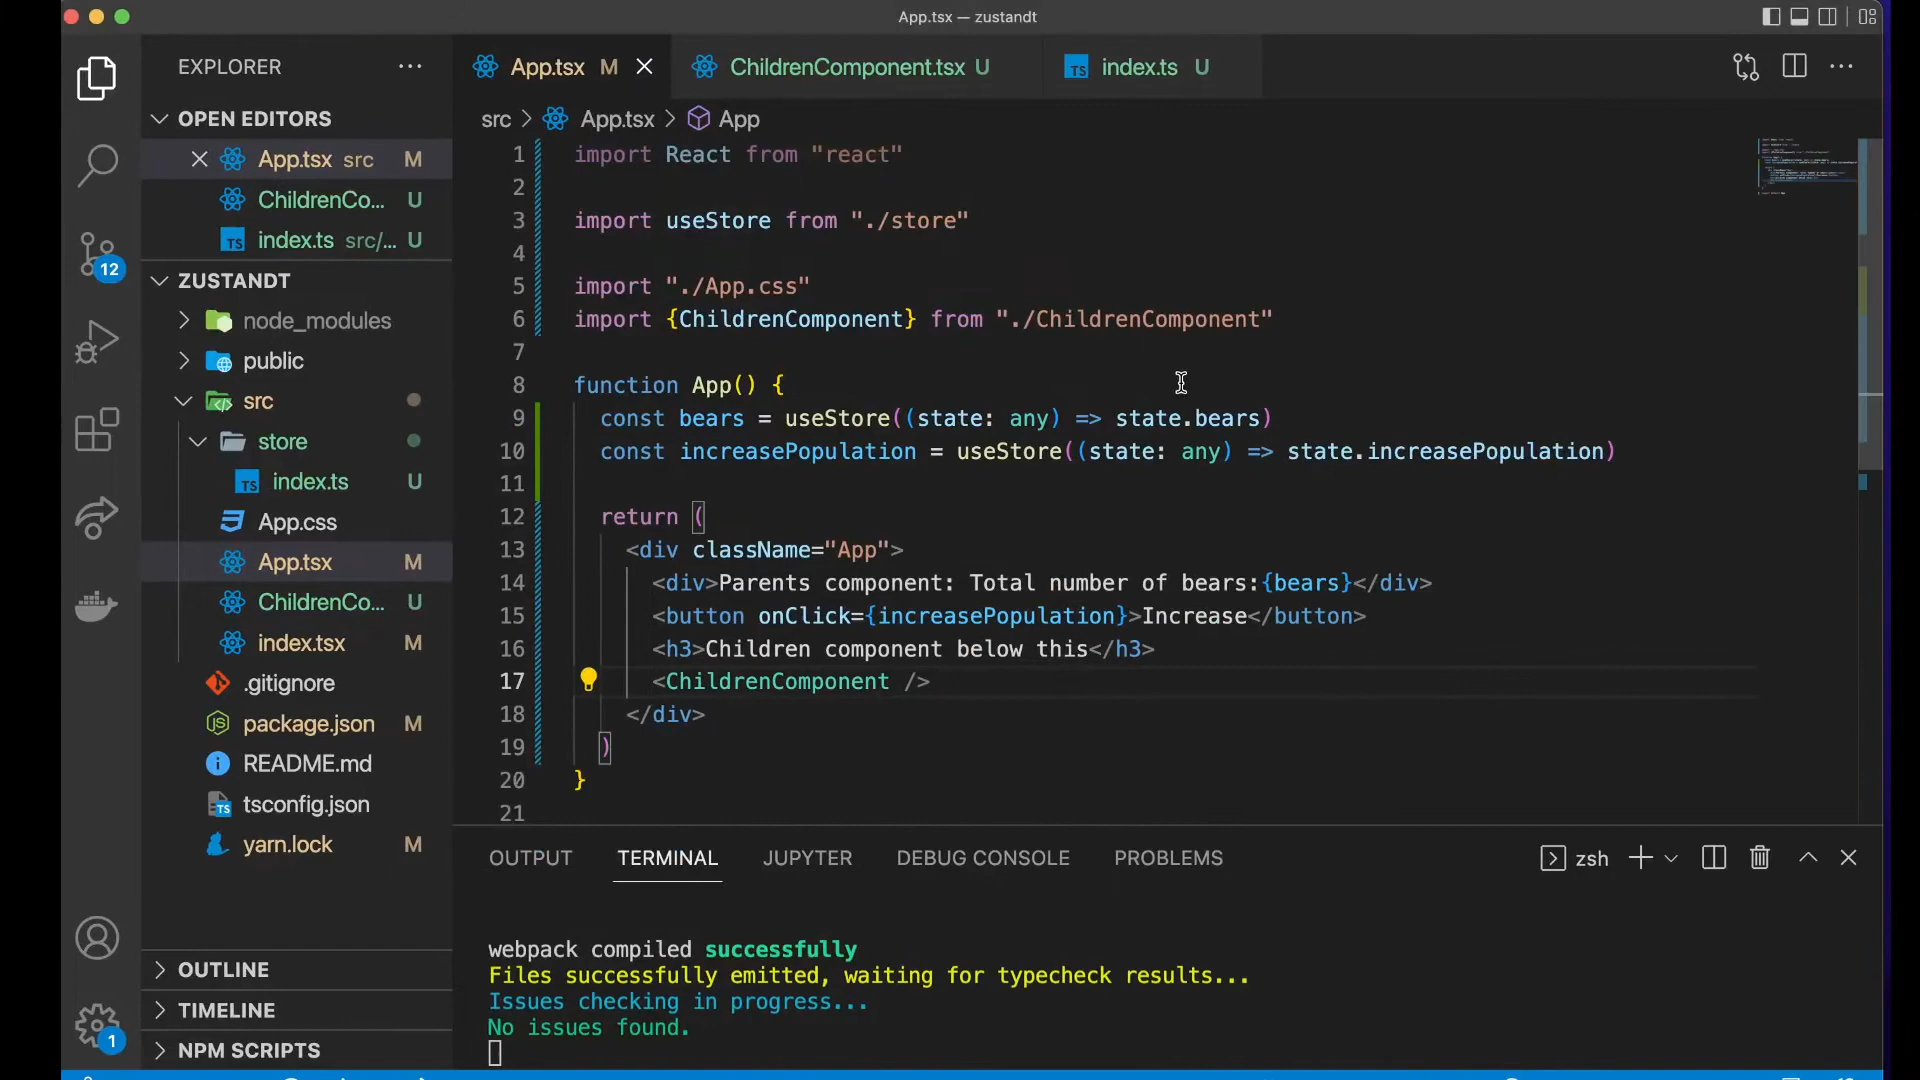 App.tsx — zustandt
EXPLORER
App.tsx M
ChildrenComponent.tsx U
TS index.ts U
OPEN EDITORS
App.tsx src M
ChildrenCo... U
TS index.ts src/... U
ZUSTANDT
node_modules
public
src
store
TS index.ts U
App.css
App.tsx M
ChildrenCo... U
index.tsx M
.gitignore
package.json M
README.md
TS tsconfig.json
yarn.lock M
OUTLINE
TIMELINE
NPM SCRIPTS
12
1
src > App.tsx > App
1 import React from "react"
2
3 import useStore from "./store"
4
5 import "./App.css"
6 import {ChildrenComponent} from "./ChildrenComponent"
7
8 function App() {
9 const bears = useStore((state: any) => state.bears)
10 const increasePopulation = useStore((state: any) => state.increasePopulation)
11
12 return (
13 <div className="App">
14 <div>Parents component: Total number of bears:{bears}</div>
15 <button onClick={increasePopulation}>Increase</button>
16 <h3>Children component below this</h3>
17 <ChildrenComponent />
18 </div>
19 )
20 }
21
OUTPUT TERMINAL JUPYTER DEBUG CONSOLE PROBLEMS
zsh
webpack compiled successfully
Files successfully emitted, waiting for typecheck results...
Issues checking in progress...
No issues found.